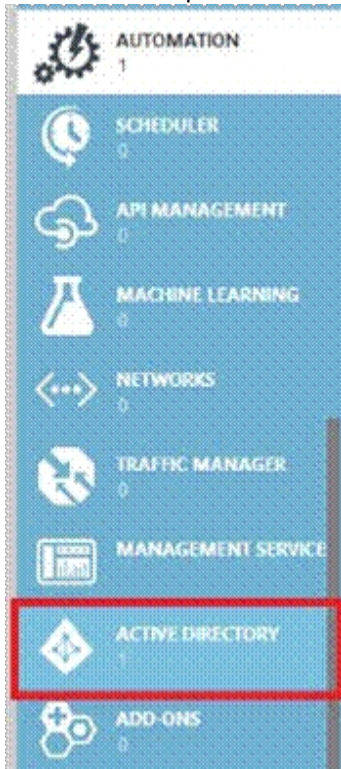 AUTOMATION
1
SCHEDULER
0
API MANAGEMENT
0
MACHINE LEARNING
0
NETWORKS
0
TRAFFIC MANAGER
0
MANAGEMENT SERVICE
ACTIVE DIRECTORY
1
ADD-ONS
0